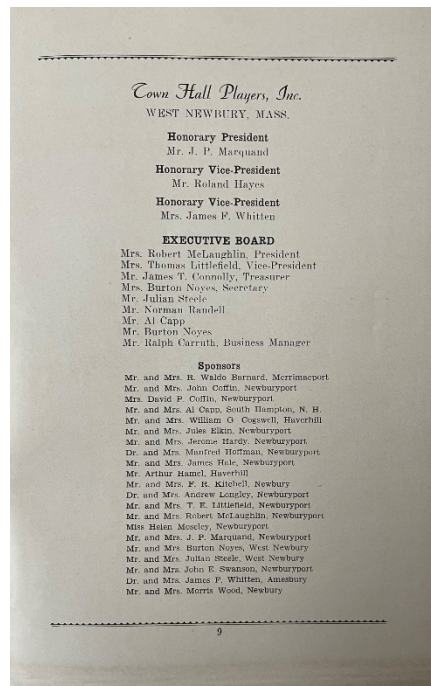 Town Hall Players, Inc.
WEST NEWBURY, MASS.
Honorary President
Mr. J. P. Marquand
Honorary Vice-President
Mr. Roland Hayes
Honorary Vice-President
Mrs. James F. Whitten
EXECUTIVE BOARD
Mrs. Robert McLaughlin, President
Mrs. Thomas Littlefield, Vice-President
Mr. James T. Connolly, Treasurer
Mrs. Burton Noyes, Secretary
Mr. Julian Steele
Mr. Norman Randell
Mr. Al Capp
Mr. Burton Noyes
Mr. Ralph Carruth, Business Manager
Sponsors
Mr. and Mrs. R. Waldo Barnard, Merrimacport
Mr. and Mrs. John Coffin, Newburyport
Mrs. David P. Coffin, Newburyport
Mr. and Mrs. Al Capp, South Hampton, N. H.
Mr. and Mrs. William G. Cogswell, Haverhill
Mr. and Mrs. Jules Elkin, Newburyport
Mr. and Mrs. Jerome Hardy, Newburyport
Dr. and Mrs. Manfred Hoffman, Newburyport
Mr. and Mrs. James Hale, Newburyport
Mr. Arthur Hamel, Haverhill
Mr. and Mrs. F. R. Kitchell, Newbury
Dr. and Mrs. Andrew Longley, Newburyport
Mr. and Mrs. T. E. Littlefield, Newburyport
Mr. and Mrs. Robert McLaughlin, Newburyport
Miss Helen Moseley, Newburyport
Mr. and Mrs. J. P. Marquand, Newburyport
Mr. and Mrs. Burton Noyes, West Newbury
Mr. and Mrs. Julian Steele, West Newbury
Mr. and Mrs. John E. Swanson, Newburyport
Dr. and Mrs. James F. Whitten, Amesbury
Mr. and Mrs. Morris Wood, Newbury
9